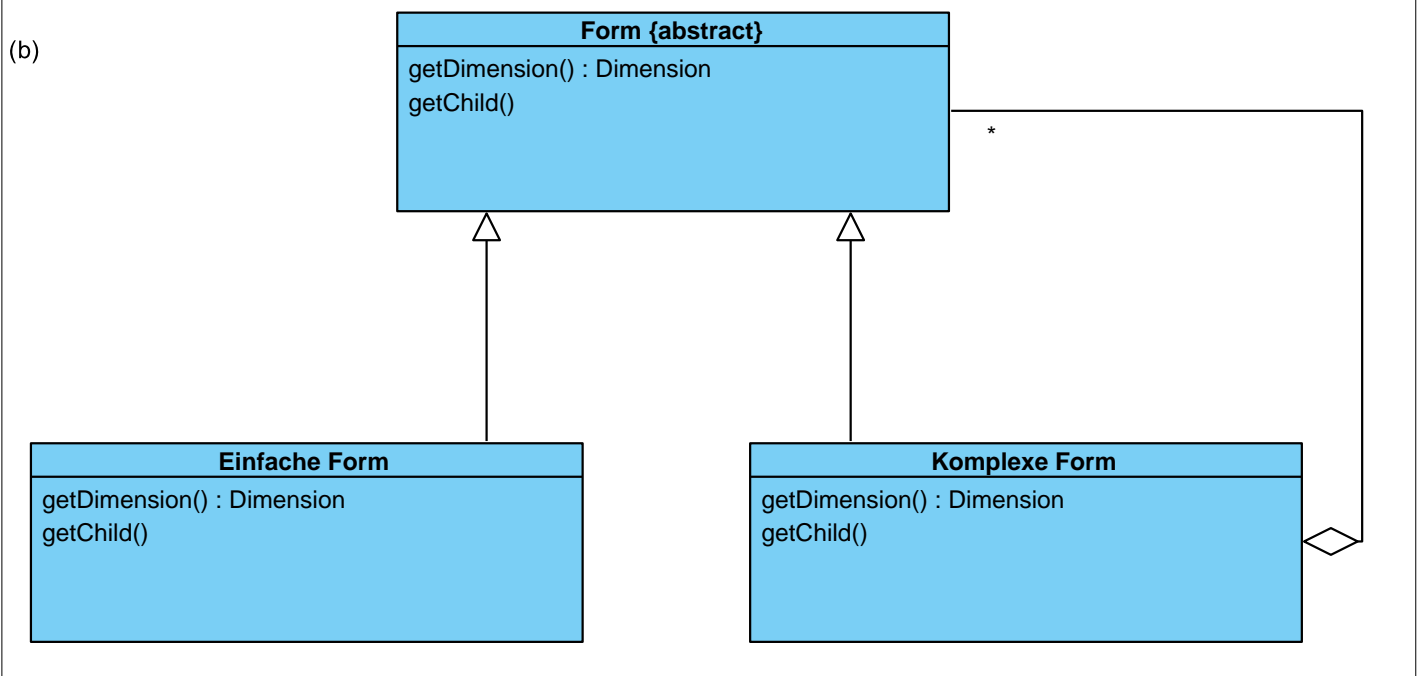 (b)
Form {abstract}
getDimension() : Dimension
getChild()
*
Einfache Form
getDimension() : Dimension
getChild()
Komplexe Form
getDimension() : Dimension
getChild()